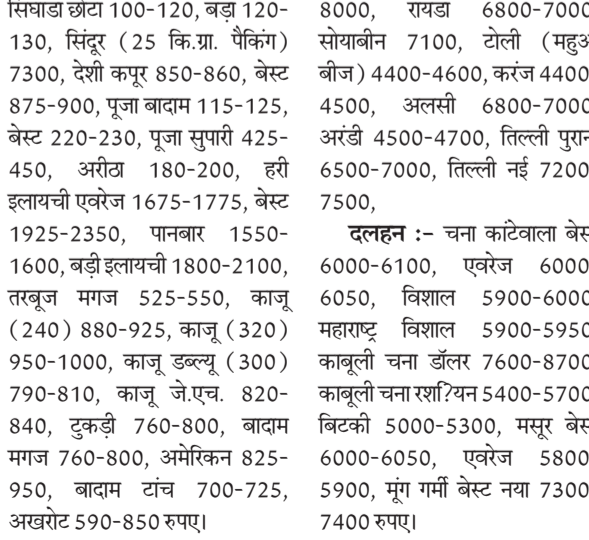 सिंघाडा छोटा 100-120, बड़ा 120-
130, सिंदूर (25 कि.ग्रा. पैकिंग)
7300, देशी कपूर 850-860, बेस्ट
875-900, पूजा बादाम 115-125,
बेस्ट 220-230, पूजा सुपारी 425-
450, अरीठा 180-200, हरी
इलायची एवरेज 1675-1775, बेस्ट
1925-2350, पानबार 1550-
1600, बड़ी इलायची 1800-2100,
तरबूज मगज 525-550, काजू
(240) 880-925, काजू (320)
950-1000, काजू डब्ल्यू (300)
790-810, काजू जे.एच. 820-
840, टुकड़ी 760-800, बादाम
मगज 760-800, अमेरिकन 825-
950, बादाम टांच 700-725,
अखरोट 590-850 रुपए।
8000, रायडा 6800-7000
सोयाबीन 7100, टोली (महुअ
बीज) 4400-4600, करंज 4400
4500, अलसी 6800-7000
अरंडी 4500-4700, तिल्ली पुरान
6500-7000, तिल्ली नई 7200
7500,
दलहन :- चना कांटेवाला बेस
6000-6100, एवरेज 6000
6050, विशाल 5900-6000
महाराष्ट्र विशाल 5900-5950
काबूली चना डॉलर 7600-8700
काबूली चना रशि?यन 5400-5700
बिटकी 5000-5300, मसूर बेस
6000-6050, एवरेज 5800
5900, मूंग गर्मी बेस्ट नया 7300
7400 रुपए।